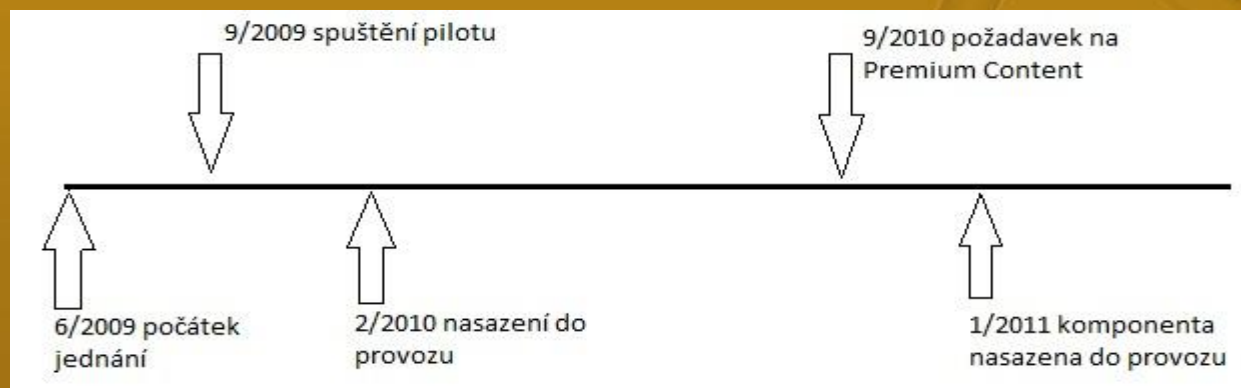 9/2009 spuštění pilotu
9/2010 požadavek na
Premium Content
6/2009 počátek
jednání
2/2010 nasazení do
provozu
1/2011 komponenta
nasazena do provozu